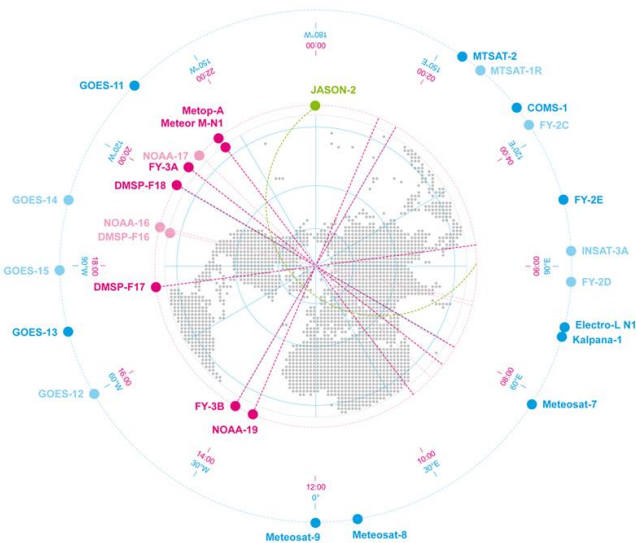 180°W
00:00
MTSAT-2
150°E
02:00
MTSAT-1R
150°W
22:00
GOES-11
JASON-2
COMS-1
FY-2C
120°E
04:00
Metop-A
Meteor M-N1
120°W
20:00
NOAA-17
FY-3A
DMSP-F18
GOES-14
FY-2E
NOAA-16
DMSP-F16
INSAT-3A
GOES-15
90°W
18:00
06:00
90°E
FY-2D
DMSP-F17
GOES-13
Electro-L N1
Kalpana-1
16:00
60°W
08:00
60°E
GOES-12
Meteosat-7
FY-3B
NOAA-19
14:00
30°W
10:00
30°E
12:00
0°
Meteosat-9
Meteosat-8